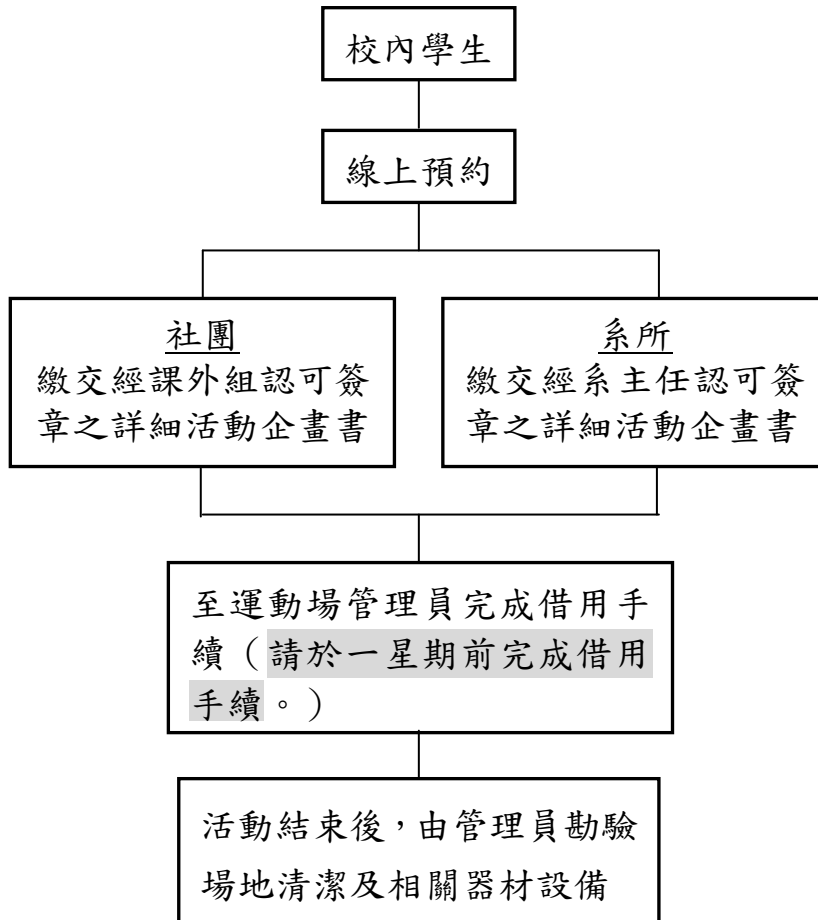 校內學生
線上預約
社團
繳交經課外組認可簽
章之詳細活動企畫書
系所
繳交經系主任認可簽
章之詳細活動企畫書
至運動場管理員完成借用手
續（請於一星期前完成借用
手續。）
活動結束後，由管理員勘驗
場地清潔及相關器材設備